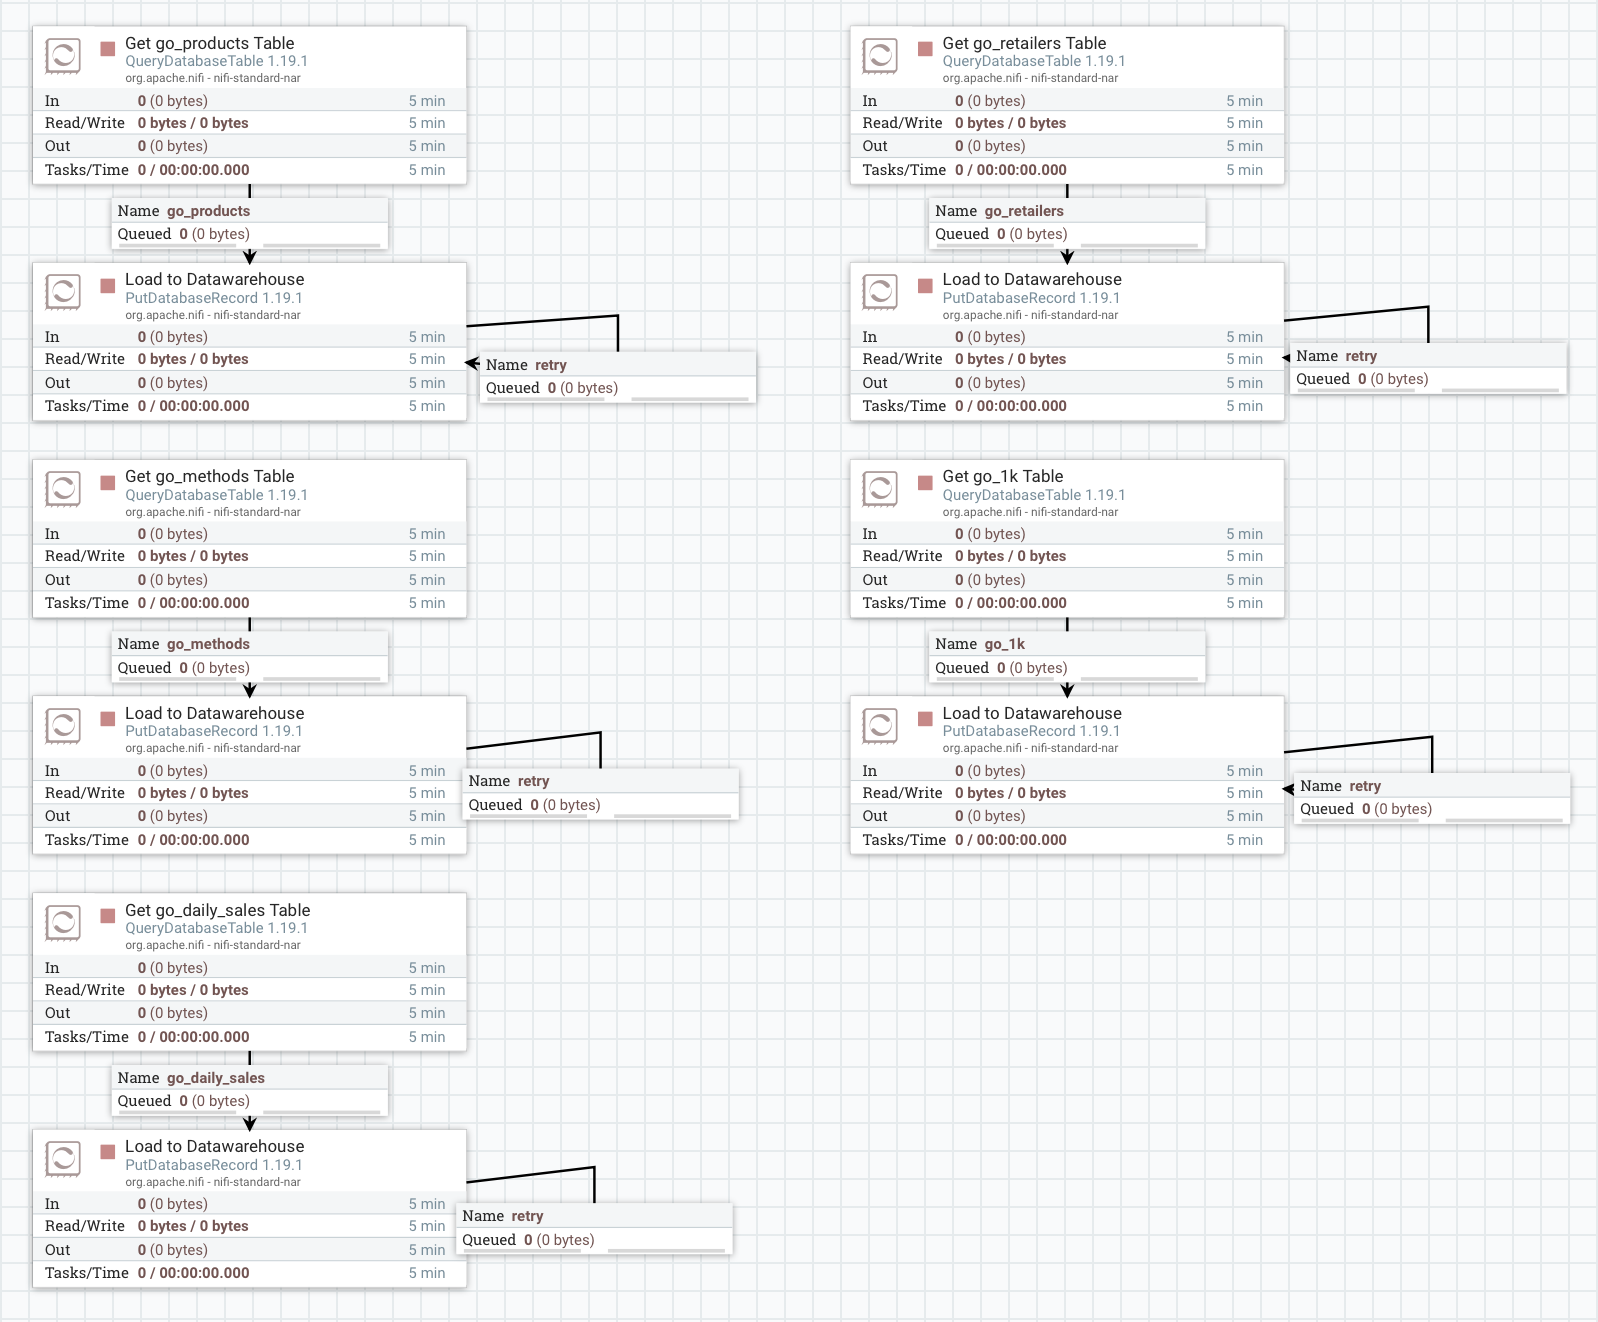 Get go_products Table
QueryDatabaseTable 1.19.1
org.apache.nifi - nifi-standard-nar
In 0 (0 bytes) 5 min
Read/Write 0 bytes / 0 bytes 5 min
Out 0 (0 bytes) 5 min
Tasks/Time 0 / 00:00:00.000 5 min
Name go_products
Queued 0 (0 bytes)
Load to Datawarehouse
PutDatabaseRecord 1.19.1
org.apache.nifi - nifi-standard-nar
In 0 (0 bytes) 5 min
Read/Write 0 bytes / 0 bytes 5 min
Out 0 (0 bytes) 5 min
Tasks/Time 0 / 00:00:00.000 5 min
Name retry
Queued 0 (0 bytes)
Get go_methods Table
QueryDatabaseTable 1.19.1
org.apache.nifi - nifi-standard-nar
In 0 (0 bytes) 5 min
Read/Write 0 bytes / 0 bytes 5 min
Out 0 (0 bytes) 5 min
Tasks/Time 0 / 00:00:00.000 5 min
Name go_methods
Queued 0 (0 bytes)
Load to Datawarehouse
PutDatabaseRecord 1.19.1
org.apache.nifi - nifi-standard-nar
In 0 (0 bytes) 5 min
Read/Write 0 bytes / 0 bytes 5 min
Out 0 (0 bytes) 5 min
Tasks/Time 0 / 00:00:00.000 5 min
Name retry
Queued 0 (0 bytes)
Get go_daily_sales Table
QueryDatabaseTable 1.19.1
org.apache.nifi - nifi-standard-nar
In 0 (0 bytes) 5 min
Read/Write 0 bytes / 0 bytes 5 min
Out 0 (0 bytes) 5 min
Tasks/Time 0 / 00:00:00.000 5 min
Name go_daily_sales
Queued 0 (0 bytes)
Load to Datawarehouse
PutDatabaseRecord 1.19.1
org.apache.nifi - nifi-standard-nar
In 0 (0 bytes) 5 min
Read/Write 0 bytes / 0 bytes 5 min
Out 0 (0 bytes) 5 min
Tasks/Time 0 / 00:00:00.000 5 min
Name retry
Queued 0 (0 bytes)
Get go_retailers Table
QueryDatabaseTable 1.19.1
org.apache.nifi - nifi-standard-nar
In 0 (0 bytes) 5 min
Read/Write 0 bytes / 0 bytes 5 min
Out 0 (0 bytes) 5 min
Tasks/Time 0 / 00:00:00.000 5 min
Name go_retailers
Queued 0 (0 bytes)
Load to Datawarehouse
PutDatabaseRecord 1.19.1
org.apache.nifi - nifi-standard-nar
In 0 (0 bytes) 5 min
Read/Write 0 bytes / 0 bytes 5 min
Out 0 (0 bytes) 5 min
Tasks/Time 0 / 00:00:00.000 5 min
Name retry
Queued 0 (0 bytes)
Get go_1k Table
QueryDatabaseTable 1.19.1
org.apache.nifi - nifi-standard-nar
In 0 (0 bytes) 5 min
Read/Write 0 bytes / 0 bytes 5 min
Out 0 (0 bytes) 5 min
Tasks/Time 0 / 00:00:00.000 5 min
Name go_1k
Queued 0 (0 bytes)
Load to Datawarehouse
PutDatabaseRecord 1.19.1
org.apache.nifi - nifi-standard-nar
In 0 (0 bytes) 5 min
Read/Write 0 bytes / 0 bytes 5 min
Out 0 (0 bytes) 5 min
Tasks/Time 0 / 00:00:00.000 5 min
Name retry
Queued 0 (0 bytes)